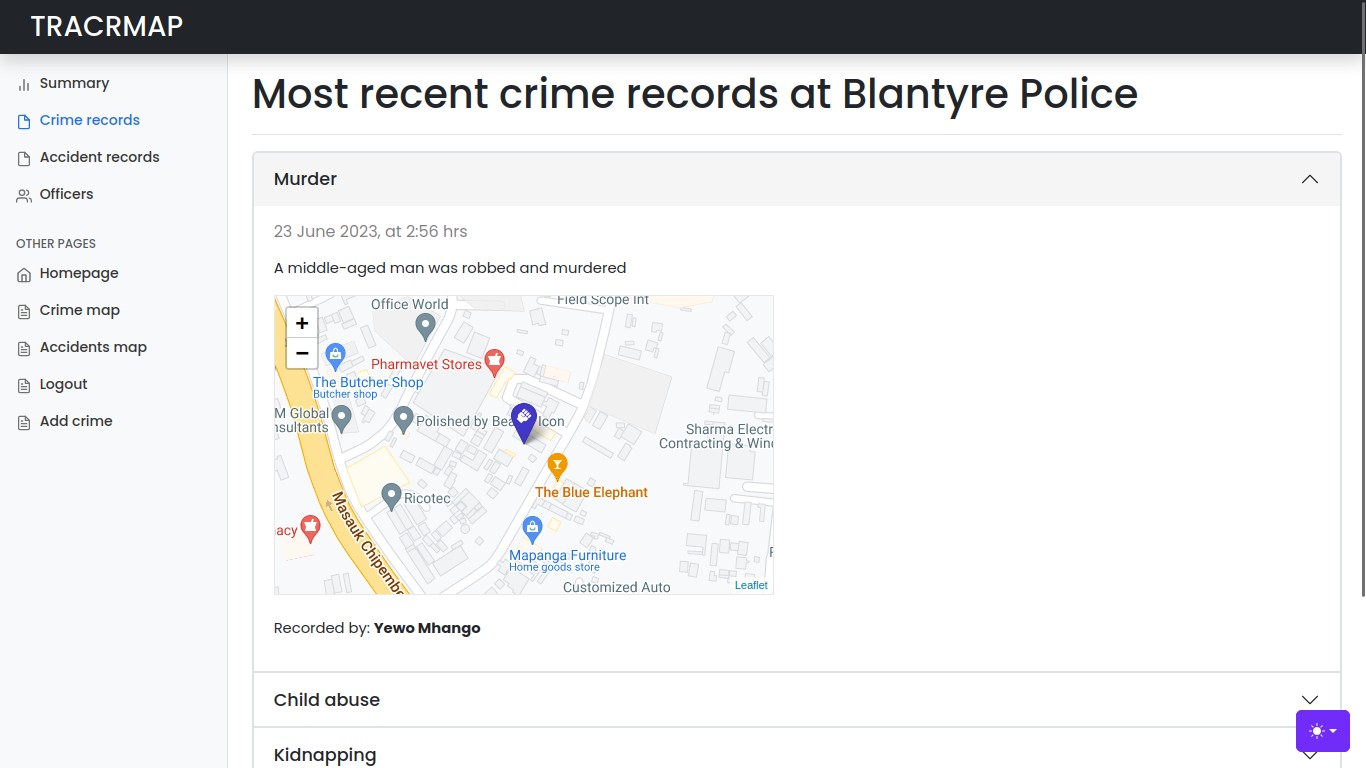 TRACRMAP
Summary
Crime records
Accident records
Officers
OTHER PAGES
Homepage
Crime map
Accidents map
Logout
Add crime
Most recent crime records at Blantyre Police
Murder
23 June 2023, at 2:56 hrs
A middle-aged man was robbed and murdered
+
−
Office World
Field Scope Int
Pharmavet Stores
The Butcher Shop
Butcher shop
M Global
nsultants
Polished by Bea
Icon
Sharma Electr
Contracting & Wind
The Blue Elephant
Ricotec
Masauk Chipembe
acy
Mapanga Furniture
Home goods store
Customized Auto
Leaflet
Recorded by: Yewo Mhango
Child abuse
Kidnapping